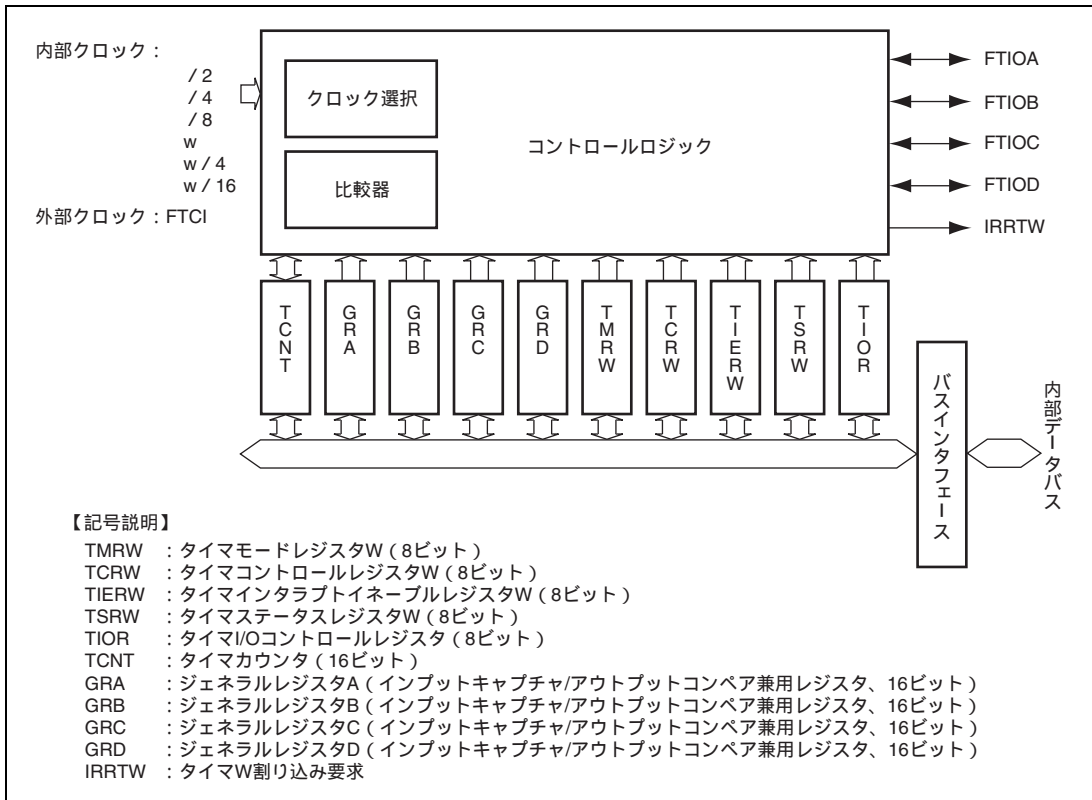 内部クロック：
/ 2
/ 4
/ 8
w
w / 4
w / 16
外部クロック：FTCI
クロック選択
比較器
コントロールロジック
FTIOA
FTIOB
FTIOC
FTIOD
IRRTW
TCNT
GRA
GRB
GRC
GRD
TMRW
TCRW
TIERW
TSRW
TIOR
バスインタフェース
内部データバス
【記号説明】
TMRW ：タイマモードレジスタW（8ビット）
TCRW ：タイマコントロールレジスタW（8ビット）
TIERW ：タイマインタラプトイネーブルレジスタW（8ビット）
TSRW ：タイマステータスレジスタW（8ビット）
TIOR ：タイマI/Oコントロールレジスタ（8ビット）
TCNT ：タイマカウンタ（16ビット）
GRA ：ジェネラルレジスタA（インプットキャプチャ/アウトプットコンペア兼用レジスタ、16ビット）
GRB ：ジェネラルレジスタB（インプットキャプチャ/アウトプットコンペア兼用レジスタ、16ビット）
GRC ：ジェネラルレジスタC（インプットキャプチャ/アウトプットコンペア兼用レジスタ、16ビット）
GRD ：ジェネラルレジスタD（インプットキャプチャ/アウトプットコンペア兼用レジスタ、16ビット）
IRRTW ：タイマW割り込み要求